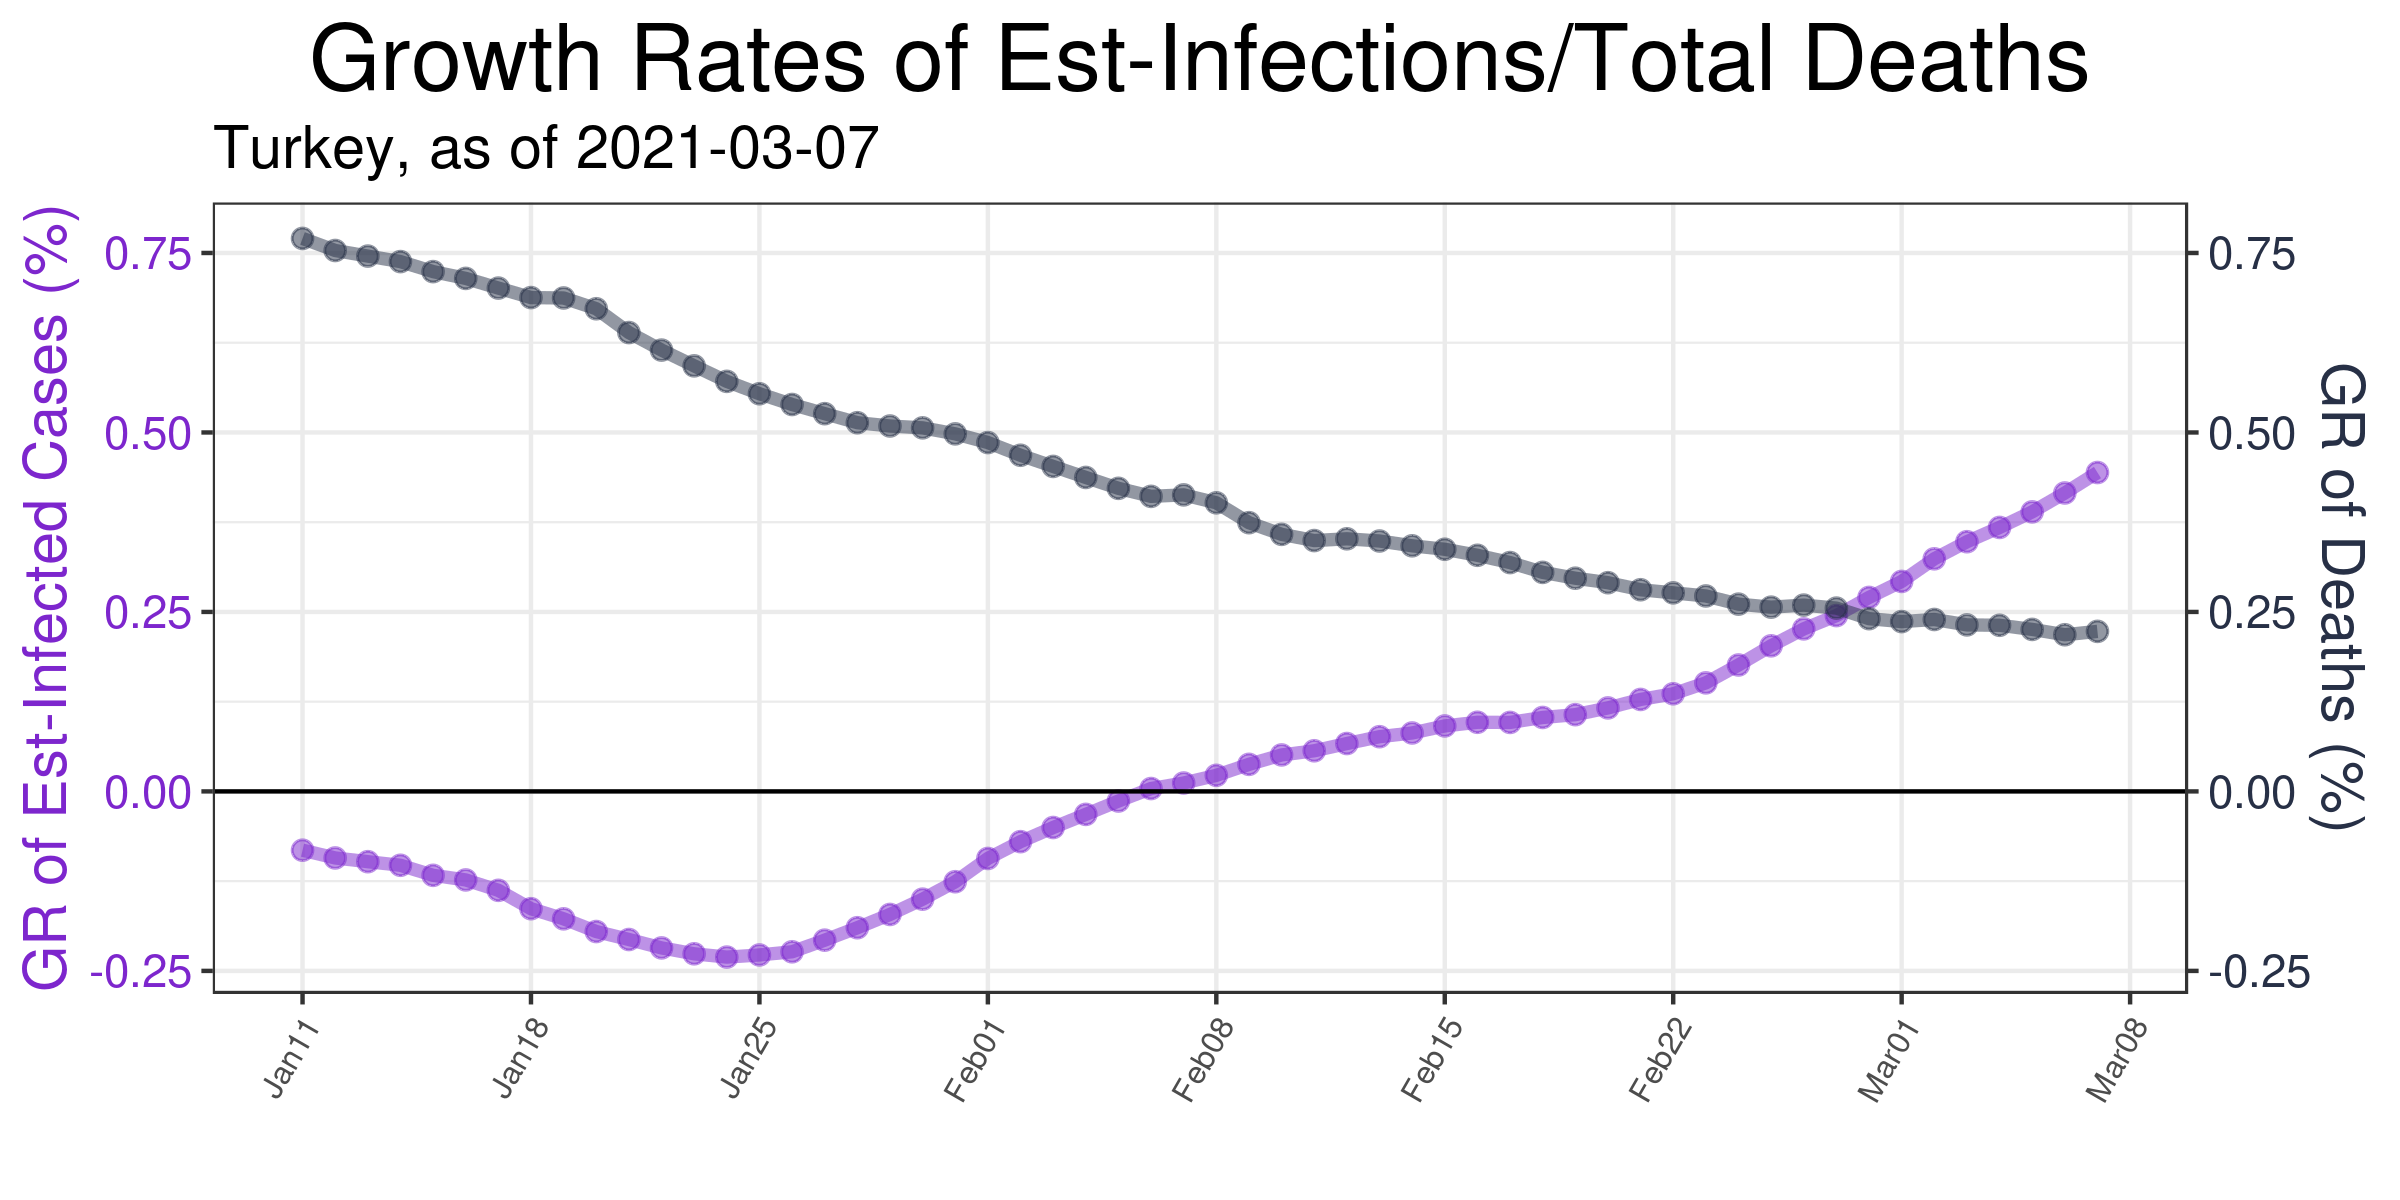 Growth Rates of Est-Infections/Total Deaths
Turkey, as of 2021-03-07
GR of Est-Infected Cases (%)
0.75
0.50
0.25
0.00
-0.25
0.75
0.50
0.25
0.00
-0.25
GR of Deaths (%)
Jan11
Jan18
Jan25
Feb01
Feb08
Feb15
Feb22
Mar01
Mar08